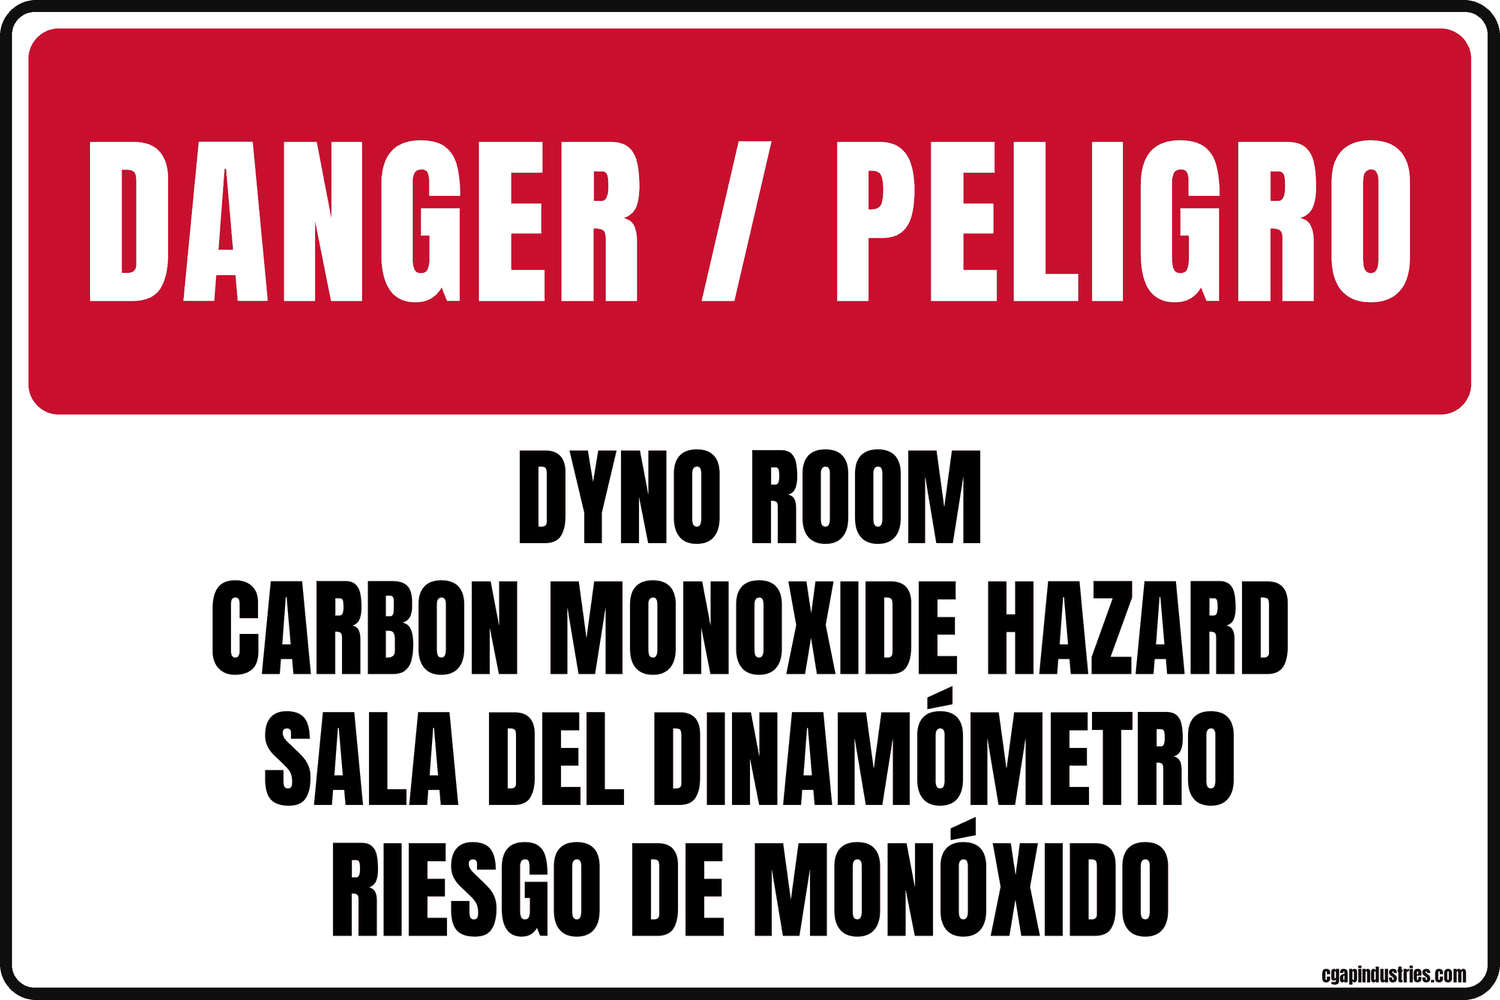 DANGER / PELIGRO
DYNO ROOM
CARBON MONOXIDE HAZARD
SALA DEL DINAMÓMETRO
RIESGO DE MONÓXIDO
cgapindustries.com